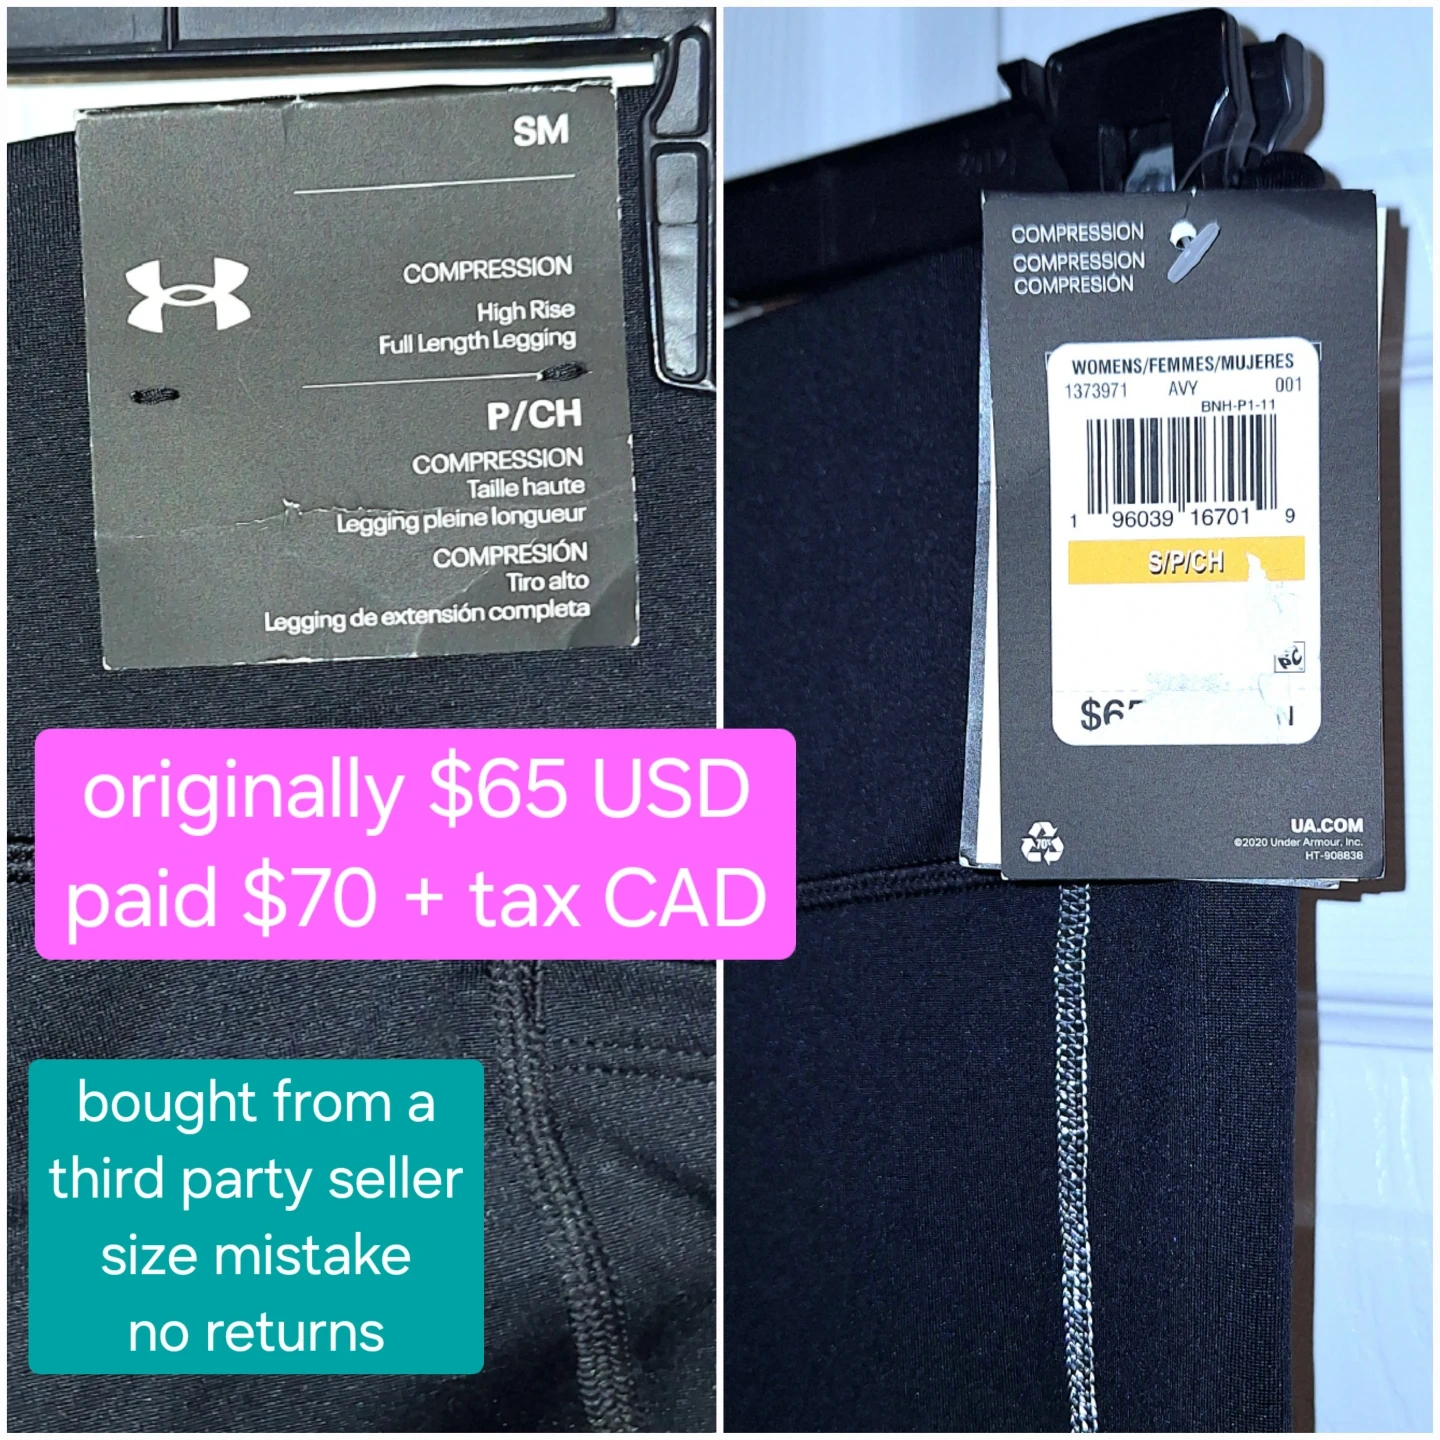 SM
COMPRESSION
High Rise
Full Length Legging
P/CH
COMPRESSION
Taille haute
Legging pleine longueur
COMPRESIÓN
Tiro alto
Legging de extensión completa
originally $65 USD
paid $70 + tax CAD
bought from a
third party seller
size mistake
no returns
COMPRESSION
COMPRESSION
COMPRESIÓN
WOMENS/FEMMES/MUJERES
1373971 AVY 001
BNH-P1-11
1 96039 16701 9
S/P/CH
PC
$65
70%
UA.COM
©2020 Under Armour, Inc.
HT-908838